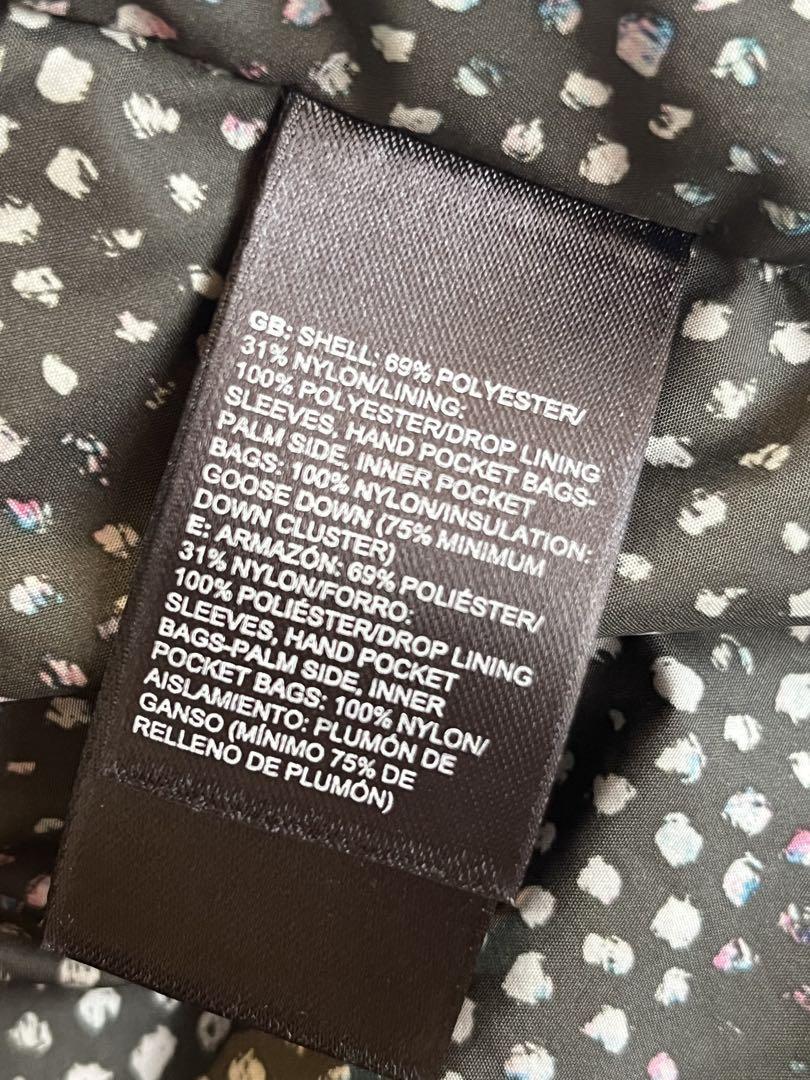 GB: SHELL: 69% POLYESTER/
31% NYLON/LINING:
100% POLYESTER/DROP LINING
SLEEVES, HAND POCKET BAGS-
PALM SIDE, INNER POCKET
BAGS: 100% NYLON/INSULATION:
GOOSE DOWN (75% MINIMUM
DOWN CLUSTER)
E: ARMAZÓN: 69% POLIÉSTER/
31% NYLON/FORRO:
100% POLIÉSTER/DROP LINING
SLEEVES, HAND POCKET
BAGS-PALM SIDE, INNER
POCKET BAGS: 100% NYLON/
AISLAMIENTO: PLUMÓN DE
GANSO (MÍNIMO 75% DE
RELLENO DE PLUMÓN)